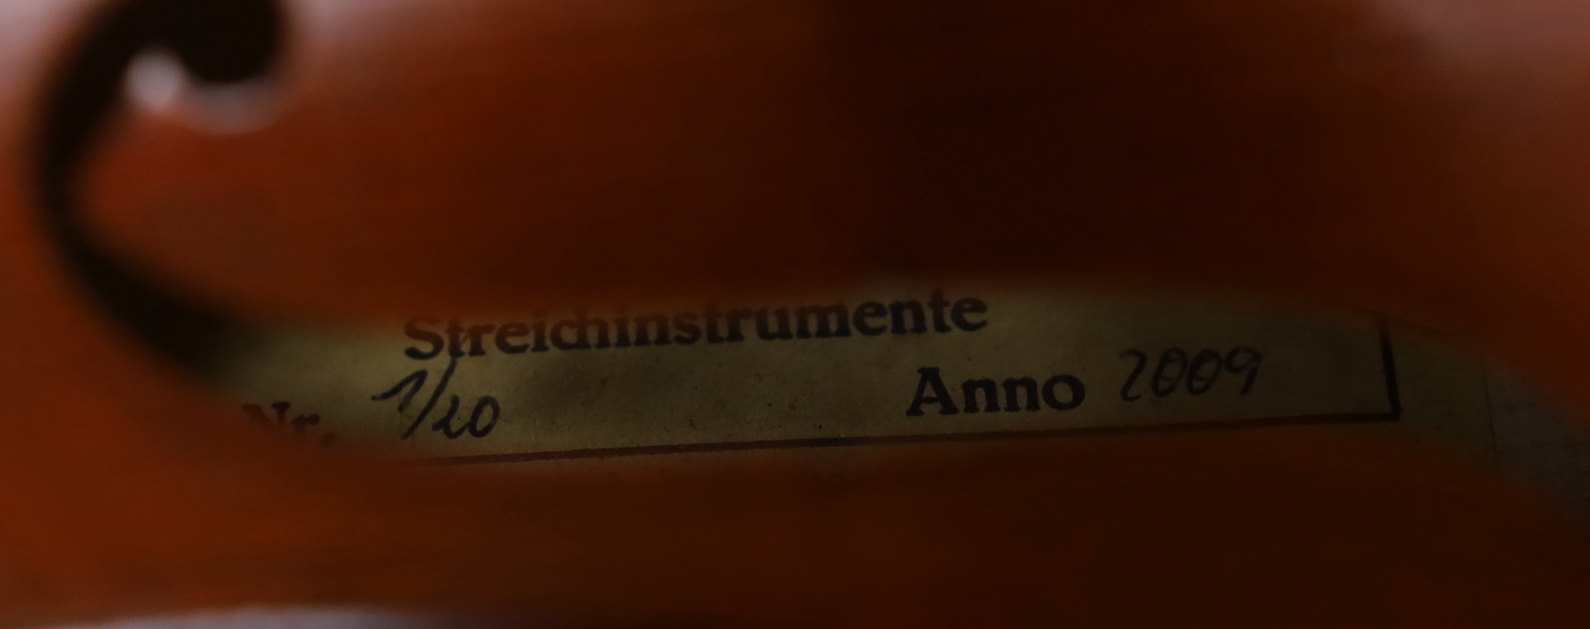 Streichinstrumente
Nr. 1/20 Anno 2009